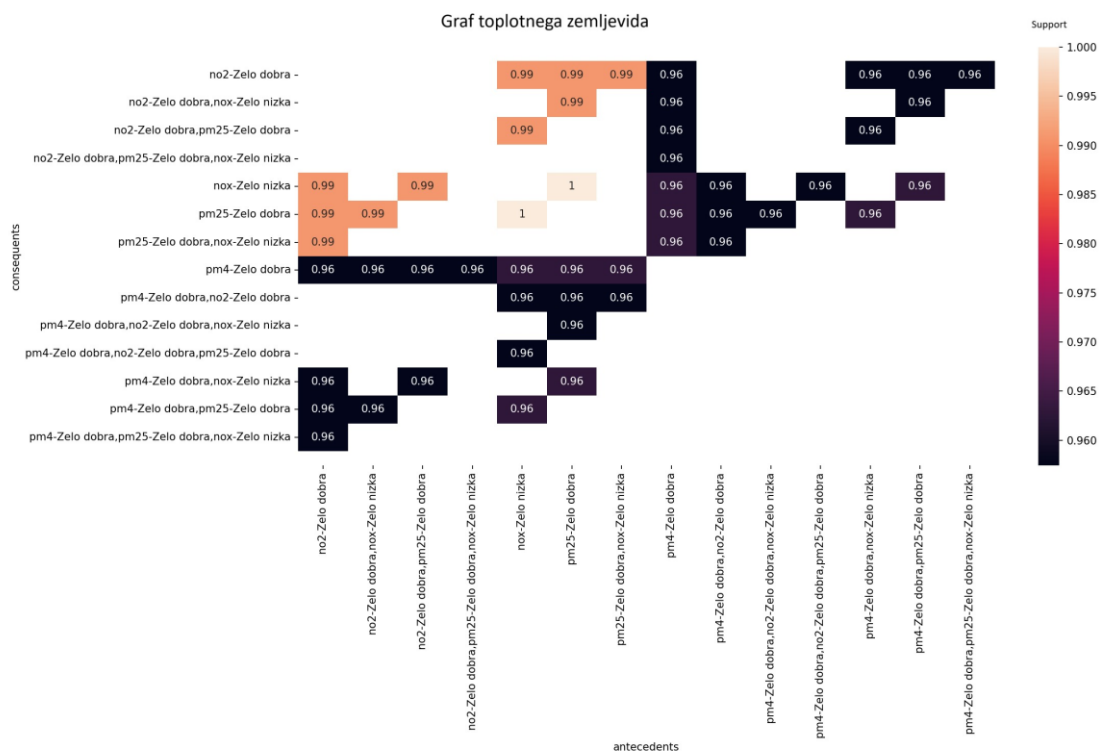 Graf toplotnega zemljevida
Support
consequents
no2-Zelo dobra
0.99 0.99 0.99 0.96 0.96 0.96 0.96
no2-Zelo dobra,nox-Zelo nizka
0.99 0.96 0.96
no2-Zelo dobra,pm25-Zelo dobra
0.99 0.96 0.96
no2-Zelo dobra,pm25-Zelo dobra,nox-Zelo nizka
0.96
nox-Zelo nizka
0.99 0.99 1 0.96 0.96 0.96 0.96
pm25-Zelo dobra
0.99 0.99 1 0.96 0.96 0.96 0.96
pm25-Zelo dobra,nox-Zelo nizka
0.99 0.96 0.96
pm4-Zelo dobra
0.96 0.96 0.96 0.96 0.96 0.96 0.96
pm4-Zelo dobra,no2-Zelo dobra
0.96 0.96 0.96
pm4-Zelo dobra,no2-Zelo dobra,nox-Zelo nizka
0.96
pm4-Zelo dobra,no2-Zelo dobra,pm25-Zelo dobra
0.96
pm4-Zelo dobra,nox-Zelo nizka
0.96 0.96 0.96
pm4-Zelo dobra,pm25-Zelo dobra
0.96 0.96 0.96
pm4-Zelo dobra,pm25-Zelo dobra,nox-Zelo nizka
0.96
no2-Zelo dobra
no2-Zelo dobra,nox-Zelo nizka
no2-Zelo dobra,pm25-Zelo dobra
no2-Zelo dobra,pm25-Zelo dobra,nox-Zelo nizka
nox-Zelo nizka
pm25-Zelo dobra
pm25-Zelo dobra,nox-Zelo nizka
pm4-Zelo dobra
pm4-Zelo dobra,no2-Zelo dobra
pm4-Zelo dobra,no2-Zelo dobra,nox-Zelo nizka
pm4-Zelo dobra,no2-Zelo dobra,pm25-Zelo dobra
pm4-Zelo dobra,nox-Zelo nizka
pm4-Zelo dobra,pm25-Zelo dobra
pm4-Zelo dobra,pm25-Zelo dobra,nox-Zelo nizka
antecedents
1.000
0.995
0.990
0.985
0.980
0.975
0.970
0.965
0.960